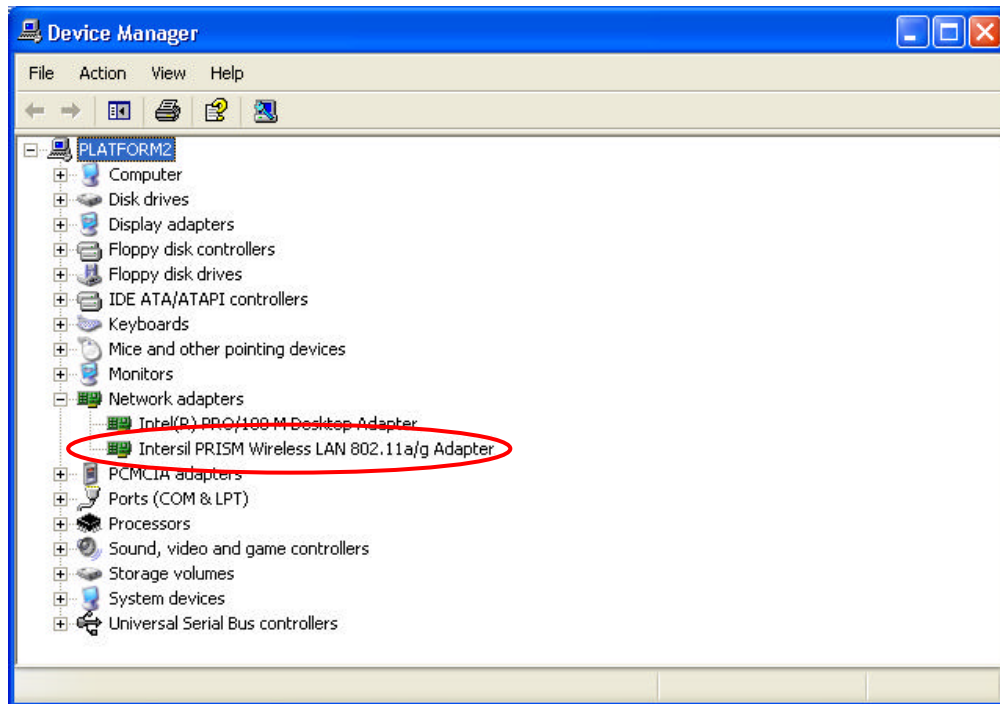 Device Manager
File Action View Help
PLATFORM2
Computer
Disk drives
Display adapters
Floppy disk controllers
Floppy disk drives
IDE ATA/ATAPI controllers
Keyboards
Mice and other pointing devices
Monitors
Network adapters
Intel(R) PRO/100 M Desktop Adapter
Intersil PRISM Wireless LAN 802.11a/g Adapter
PCMCIA adapters
Ports (COM & LPT)
Processors
Sound, video and game controllers
Storage volumes
System devices
Universal Serial Bus controllers